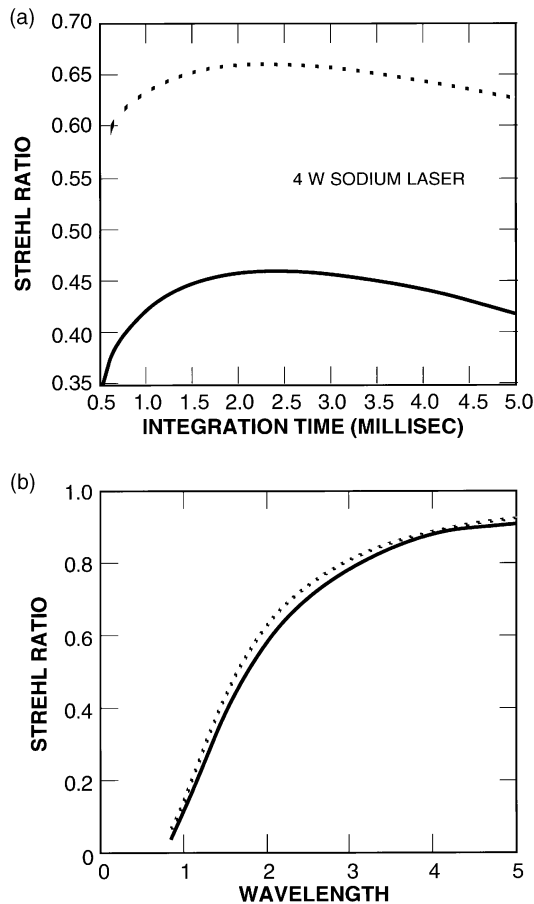 (a)
0.70
0.65
0.60
0.55
0.50
0.45
0.40
0.35
STREHL RATIO
4 W SODIUM LASER
0.5 1.0 1.5 2.0 2.5 3.0 3.5 4.0 4.5 5.0
INTEGRATION TIME (MILLISEC)
(b)
1.0
0.8
0.6
0.4
0.2
0
STREHL RATIO
0 1 2 3 4 5
WAVELENGTH